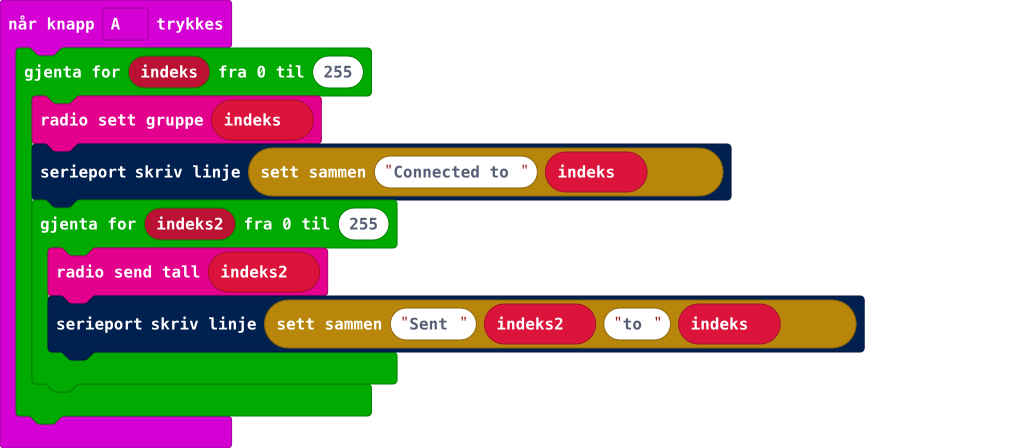 når knapp A trykkes
gjenta for indeks fra 0 til 255
radio sett gruppe indeks
serieport skriv linje sett sammen "Connected to " indeks
gjenta for indeks2 fra 0 til 255
radio send tall indeks2
serieport skriv linje sett sammen "Sent " indeks2 "to " indeks